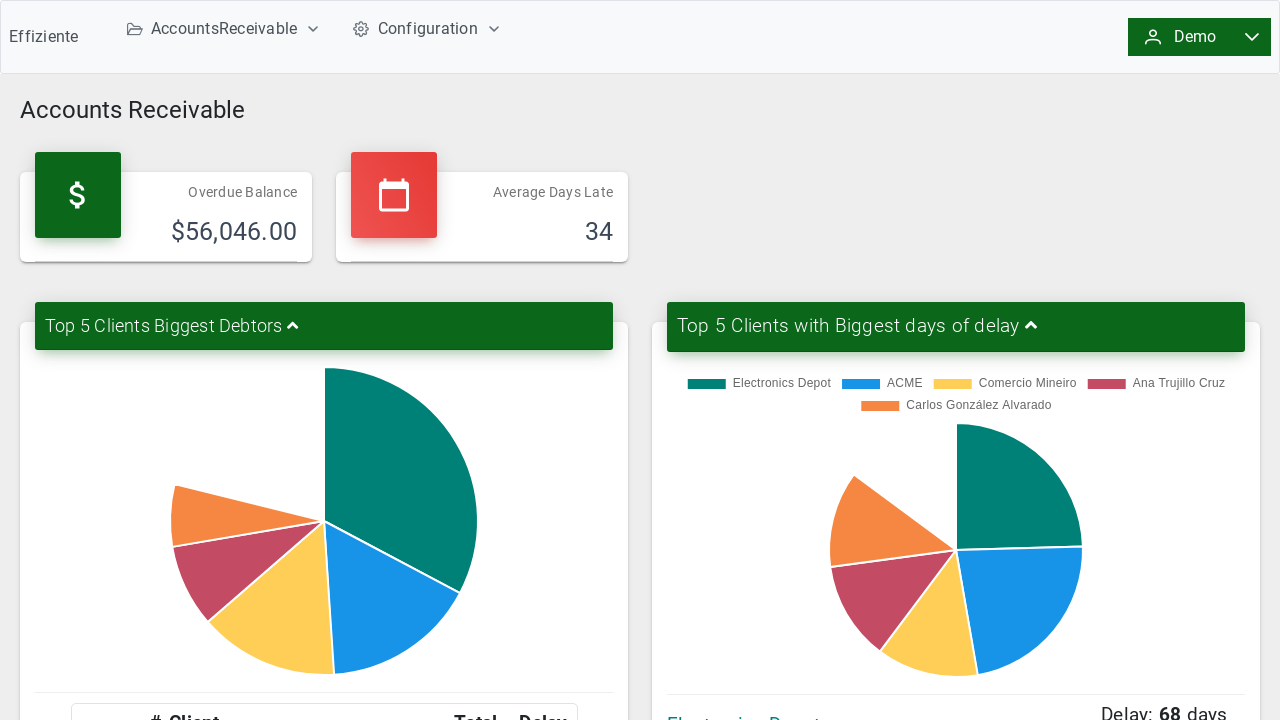 Effiziente
AccountsReceivable
Configuration
Demo
Accounts Receivable
Overdue Balance
$56,046.00
Average Days Late
34
Top 5 Clients Biggest Debtors
Top 5 Clients with Biggest days of delay
Electronics Depot
ACME
Comercio Mineiro
Ana Trujillo Cruz
Carlos González Alvarado
# Client Total Delay
Electronics Depot
Delay: 68 days